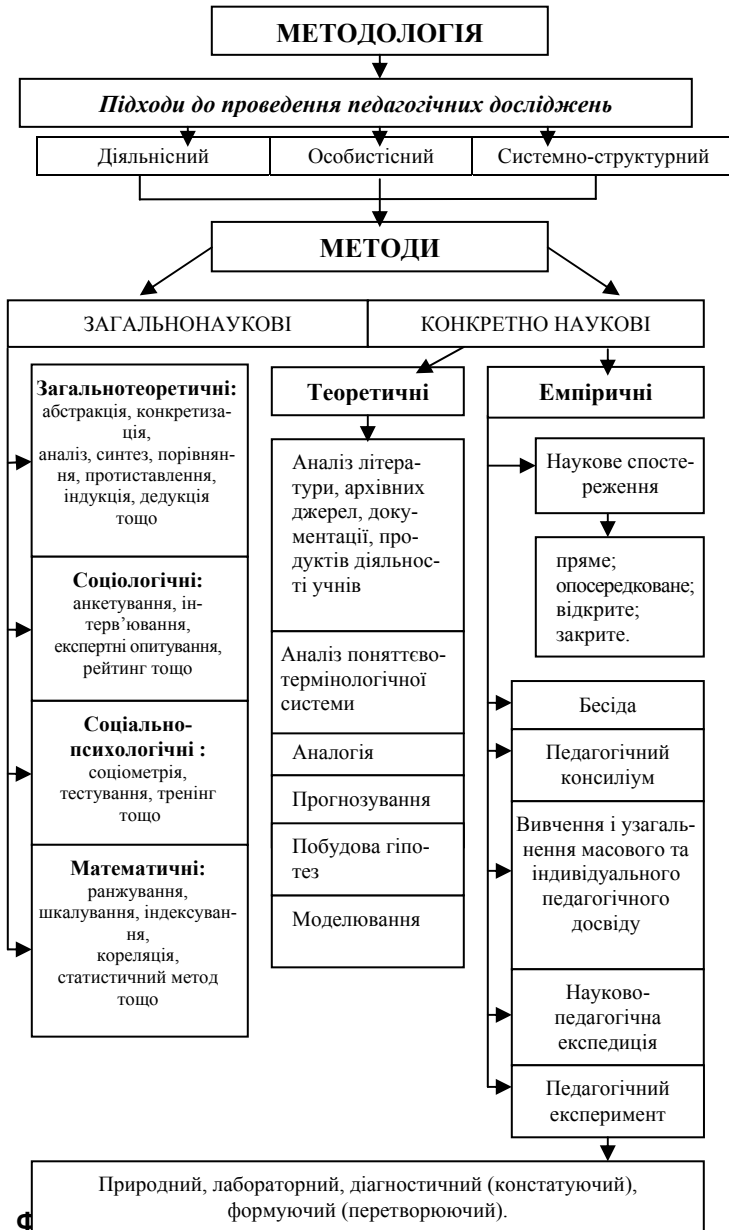 МЕТОДОЛОГІЯ
Підходи до проведення педагогічних досліджень
Діяльнісний
Особистісний
Системно-структурний
МЕТОДИ
ЗАГАЛЬНОНАУКОВІ
КОНКРЕТНО НАУКОВІ
Загальнотеоретичні:
абстракція, конкретиза-
ція,
аналіз, синтез, порівнян-
ня, протиставлення,
індукція, дедукція
тощо
Соціологічні:
анкетування, ін-
терв’ювання,
експертні опитування,
рейтинг тощо
Соціально-
психологічні :
соціометрія,
тестування, тренінг
тощо
Математичні:
ранжування,
шкалування, індексуван-
ня,
кореляція,
статистичний метод
тощо
Теоретичні
Аналіз літера-
тури, архівних
джерел, доку-
ментації, про-
дуктів діяльнос-
ті учнів
Аналіз поняттєво-
термінологічної
системи
Аналогія
Прогнозування
Побудова гіпо-
тез
Моделювання
Емпіричні
Наукове спосте-
реження
пряме;
опосередковане;
відкрите;
закрите.
Бесіда
Педагогічний
консиліум
Вивчення і узагаль-
нення масового та
індивідуального
педагогічного
досвіду
Науково-
педагогічна
експедиція
Педагогічний
експеримент
Природний, лабораторний, діагностичний (констатуючий),
формуючий (перетворюючий).